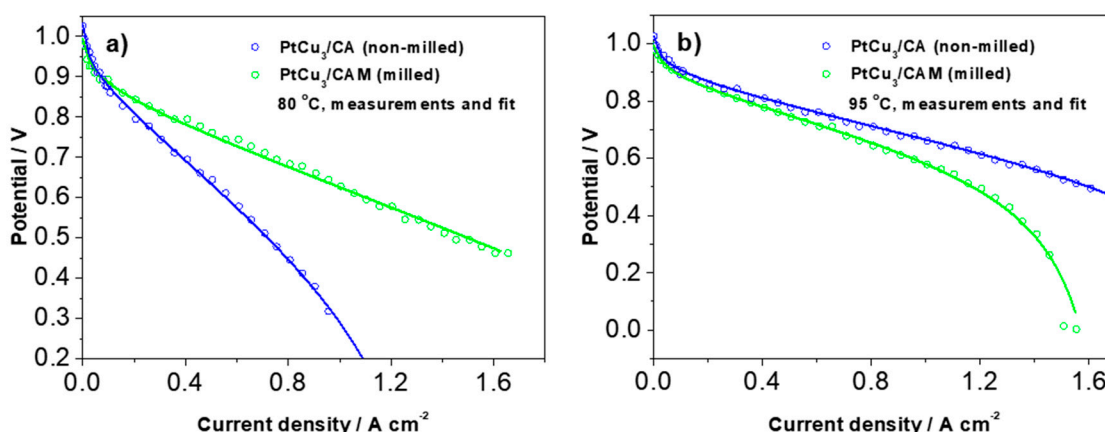 a)
PtCu3/CA (non-milled)
PtCu3/CAM (milled)
80 °C, measurements and fit
1.0
0.9
0.8
0.7
0.6
0.5
0.4
0.3
0.2
Potential / V
0.0 0.4 0.8 1.2 1.6
Current density / A cm-2
b)
PtCu3/CA (non-milled)
PtCu3/CAM (milled)
95 °C, measurements and fit
1.0
0.8
0.6
0.4
0.2
0.0
Potential / V
0.0 0.4 0.8 1.2 1.6
Current density / A cm-2